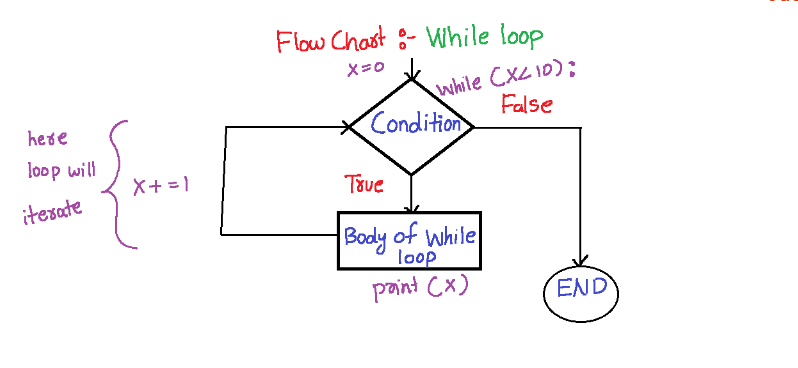 Flow Chart :- While loop
x=0
while (x<10):
False
Condition
here
loop will
iterate
x+=1
True
Body of While
loop
print (x)
END